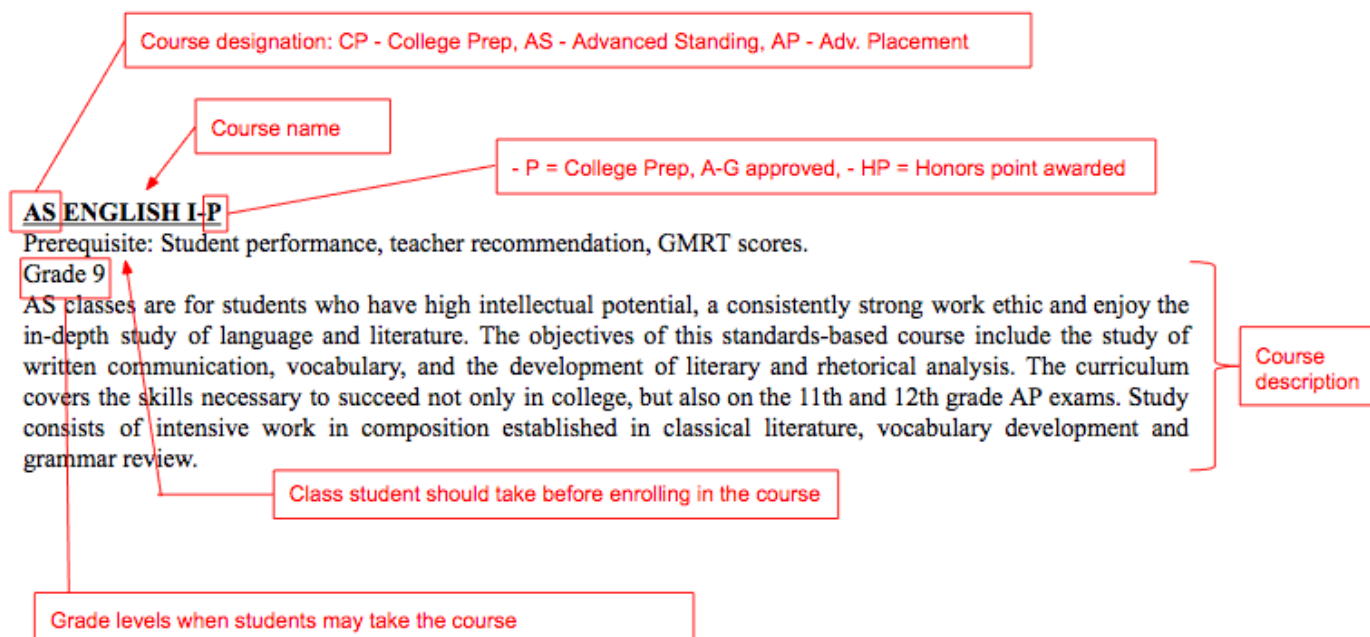 Course designation: CP - College Prep, AS - Advanced Standing, AP - Adv. Placement
Course name
- P = College Prep, A-G approved, - HP = Honors point awarded
AS ENGLISH I-P
Prerequisite: Student performance, teacher recommendation, GMRT scores.
Grade 9
AS classes are for students who have high intellectual potential, a consistently strong work ethic and enjoy the
in-depth study of language and literature. The objectives of this standards-based course include the study of
written communication, vocabulary, and the development of literary and rhetorical analysis. The curriculum
covers the skills necessary to succeed not only in college, but also on the 11th and 12th grade AP exams. Study
consists of intensive work in composition established in classical literature, vocabulary development and
grammar review.
Course
description
Class student should take before enrolling in the course
Grade levels when students may take the course